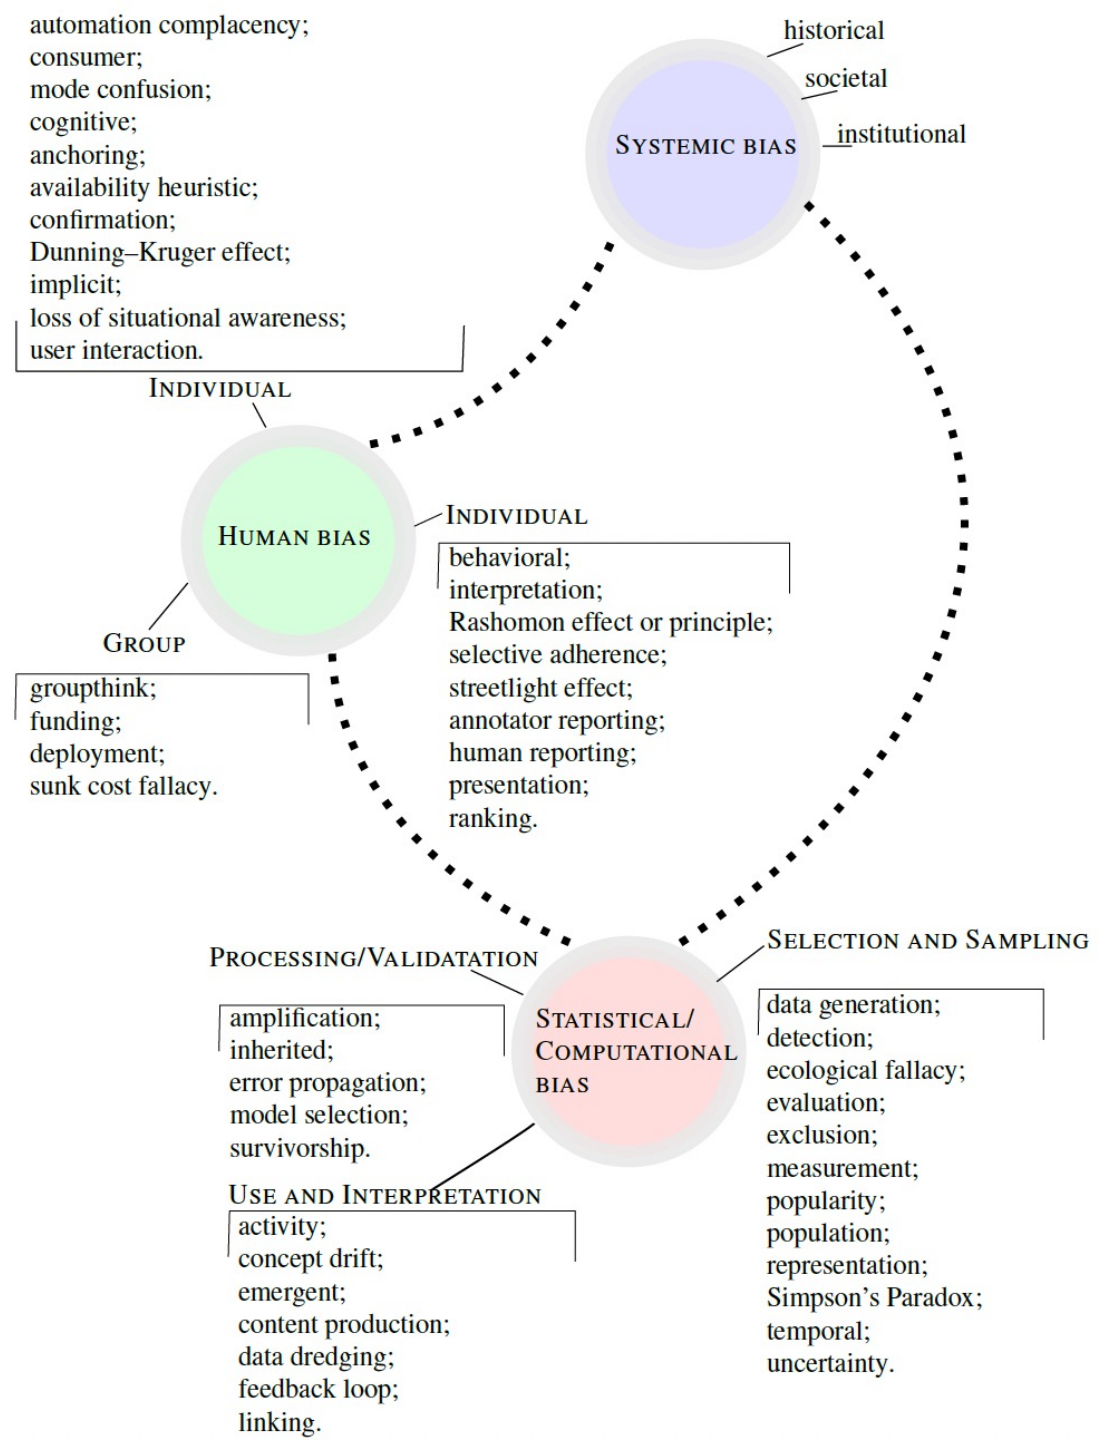 automation complacency;
consumer;
mode confusion;
cognitive;
anchoring;
availability heuristic;
confirmation;
Dunning–Kruger effect;
implicit;
loss of situational awareness;
user interaction.
INDIVIDUAL
historical
societal
institutional
SYSTEMIC BIAS
HUMAN BIAS
INDIVIDUAL
behavioral;
interpretation;
Rashomon effect or principle;
selective adherence;
streetlight effect;
annotator reporting;
human reporting;
presentation;
ranking.
GROUP
groupthink;
funding;
deployment;
sunk cost fallacy.
PROCESSING/VALIDATATION
amplification;
inherited;
error propagation;
model selection;
survivorship.
STATISTICAL/
COMPUTATIONAL
BIAS
SELECTION AND SAMPLING
data generation;
detection;
ecological fallacy;
evaluation;
exclusion;
measurement;
popularity;
population;
representation;
Simpson's Paradox;
temporal;
uncertainty.
USE AND INTERPRETATION
activity;
concept drift;
emergent;
content production;
data dredging;
feedback loop;
linking.